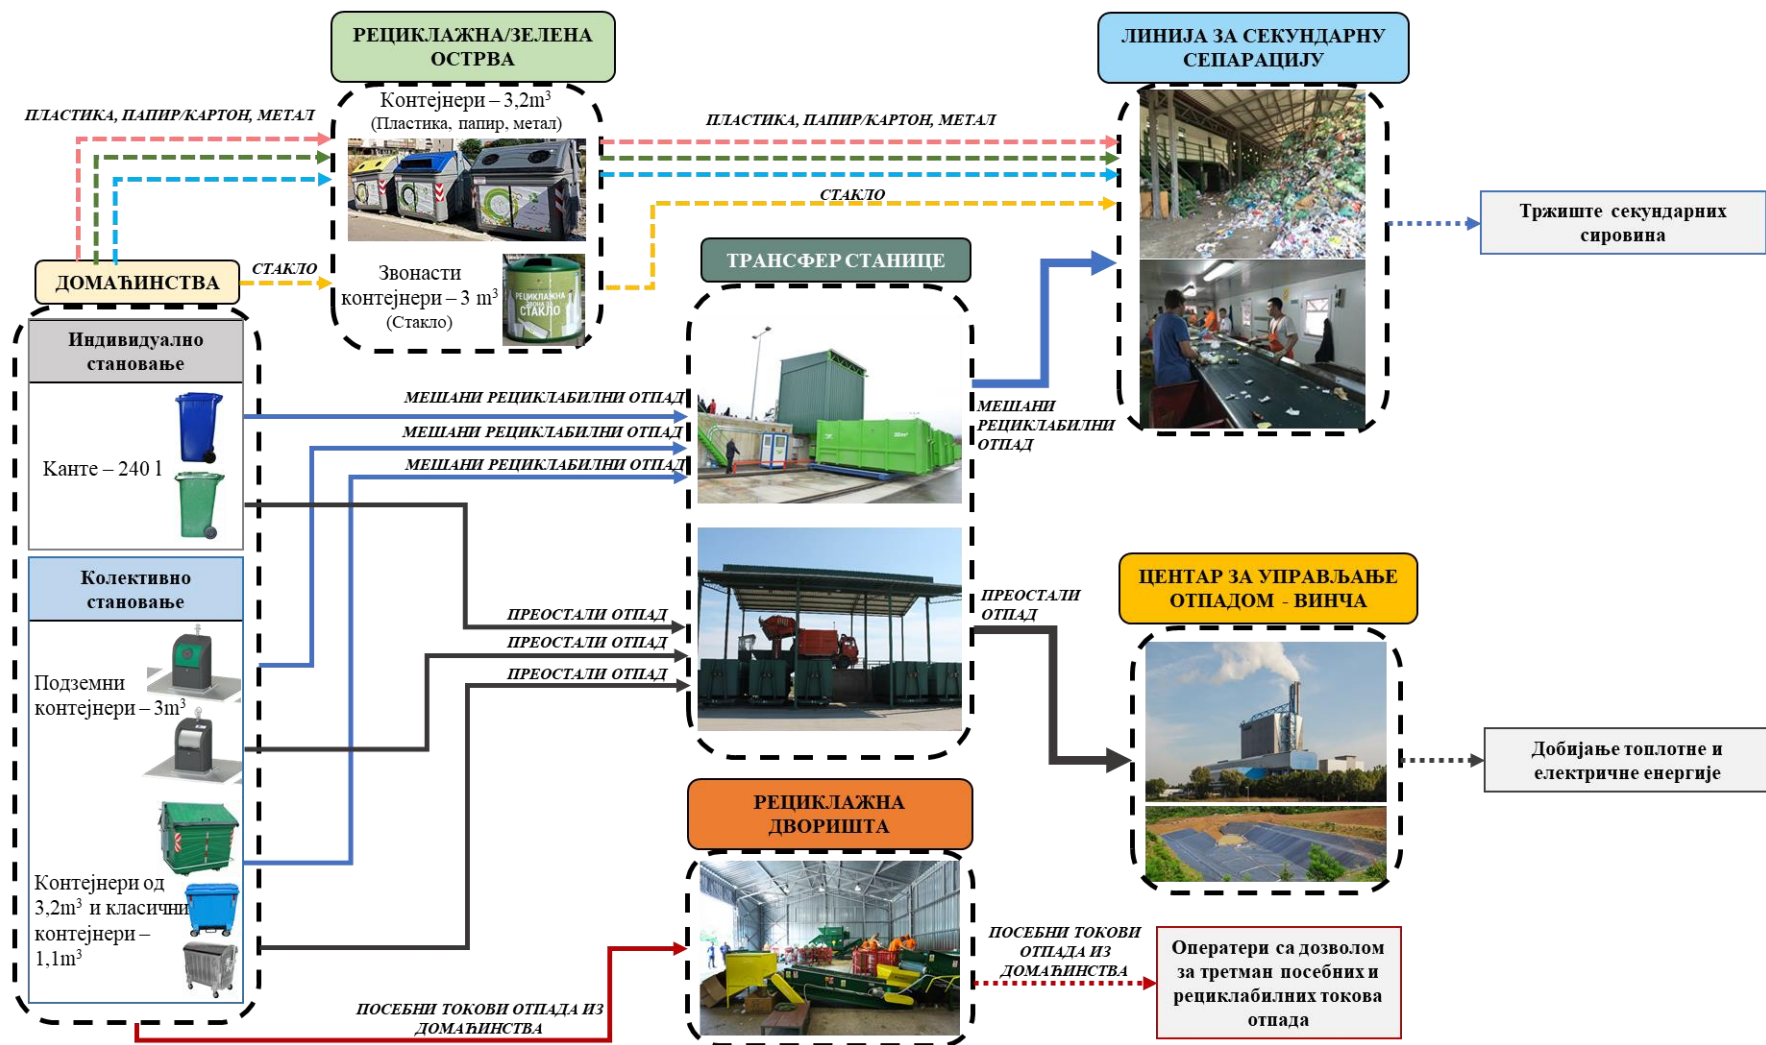 РЕЦИКЛАЖНА/ЗЕЛЕНА
ОСТРВА
ЛИНИЈА ЗА СЕКУНДАРНУ
СЕПАРАЦИЈУ
ПЛАСТИКА, ПАПИР/КАРТОН, МЕТАЛ
Контејнери – 3,2m³
(Пластика, папир, метал)
ПЛАСТИКА, ПАПИР/КАРТОН, МЕТАЛ
СТАКЛО
Тржиште секундарних
сировина
ДОМАЋИНСТВА
СТАКЛО
Звонасти
контејнери – 3 m³
(Стакло)
РЕЦИКЛАЖНА
ЗВОНА ЗА
СТАКЛО
ТРАНСФЕР СТАНИЦЕ
Индивидуално
становање
Канте – 240 l
МЕШАНИ РЕЦИКЛАБИЛНИ ОТПАД
МЕШАНИ РЕЦИКЛАБИЛНИ ОТПАД
МЕШАНИ РЕЦИКЛАБИЛНИ ОТПАД
МЕШАНИ
РЕЦИКЛАБИЛНИ
ОТПАД
Колективно
становање
Подземни
контејнери – 3m³
Контејнери од
3,2m³ и класични
контејнери –
1,1m³
ПРЕОСТАЛИ ОТПАД
ПРЕОСТАЛИ ОТПАД
ПРЕОСТАЛИ ОТПАД
ПРЕОСТАЛИ
ОТПАД
ЦЕНТАР ЗА УПРАВЉАЊЕ
ОТПАДОМ - ВИНЧА
Добијање топлотне и
електричне енергије
РЕЦИКЛАЖНА
ДВОРИШТА
ПОСЕБНИ ТОКОВИ ОТПАДА ИЗ
ДОМАЋИНСТВА
ПОСЕБНИ ТОКОВИ
ОТПАДА ИЗ
ДОМАЋИНСТВА
Оператери са дозволом
за третман посебних и
рециклабилних токова
отпада